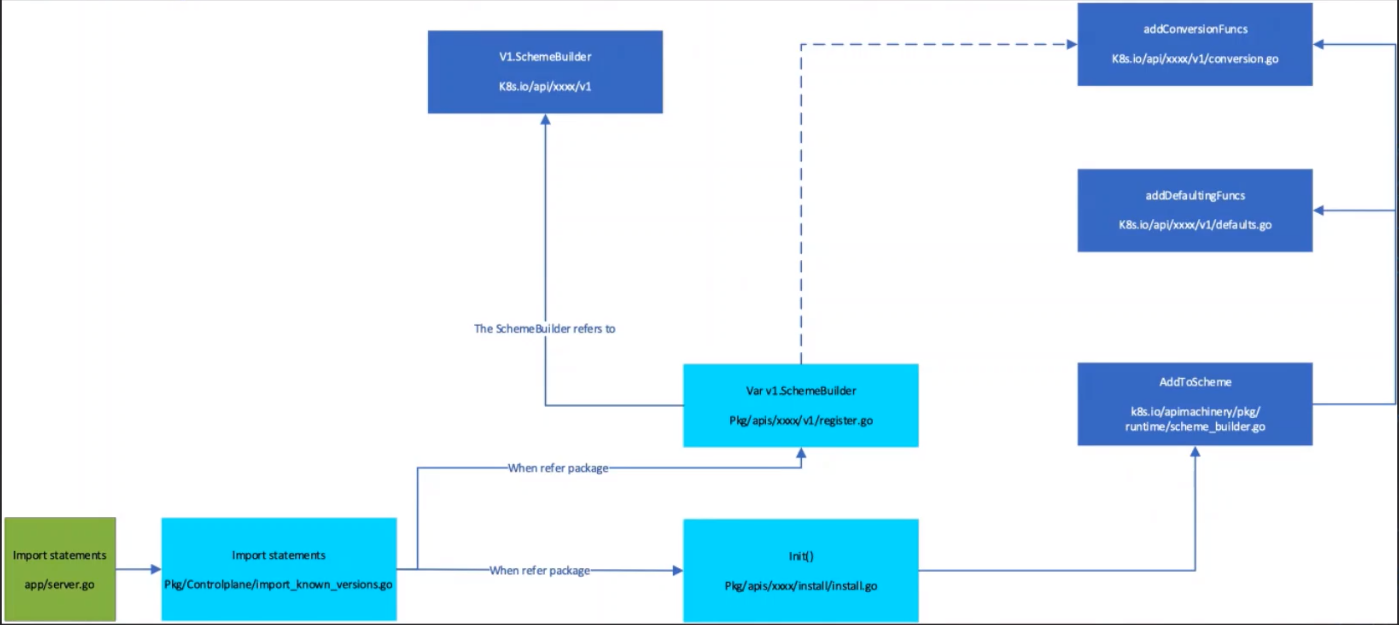 addConversionFuncs
K8s.io/api/xxxx/v1/conversion.go
V1.SchemeBuilder
K8s.io/api/xxxx/v1
addDefaultingFuncs
K8s.io/api/xxxx/v1/defaults.go
The SchemeBuilder refers to
Var v1.SchemeBuilder
Pkg/apis/xxxx/v1/register.go
AddToScheme
k8s.io/apimachinery/pkg/
runtime/scheme_builder.go
When refer package
Import statements
app/server.go
Import statements
Pkg/Controlplane/import_known_versions.go
When refer package
Init()
Pkg/apis/xxxx/install/install.go